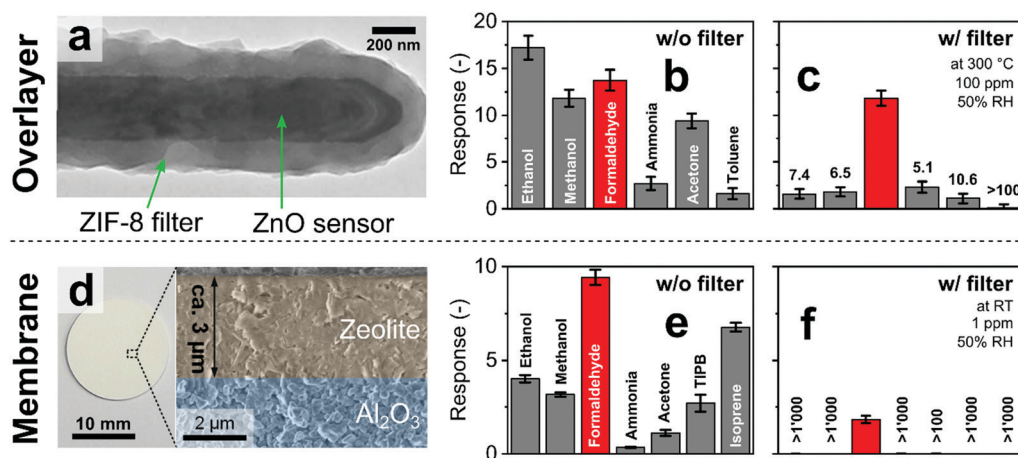 Overlayer
a
200 nm
ZIF-8 filter
ZnO sensor
Response (-)
20
15
10
5
0
w/o filter
b
Ethanol
Methanol
Formaldehyde
Ammonia
Acetone
Toluene
w/ filter
at 300 °C
100 ppm
50% RH
c
7.4
6.5
5.1
10.6
>100
Membrane
d
10 mm
ca. 3 µm
Zeolite
Al₂O₃
2 µm
Response (-)
10
5
0
w/o filter
e
Ethanol
Methanol
Formaldehyde
Ammonia
Acetone
TIPB
Isoprene
w/ filter
at RT
1 ppm
50% RH
f
>1'000
>1'000
>1'000
>100
>1'000
>1'000